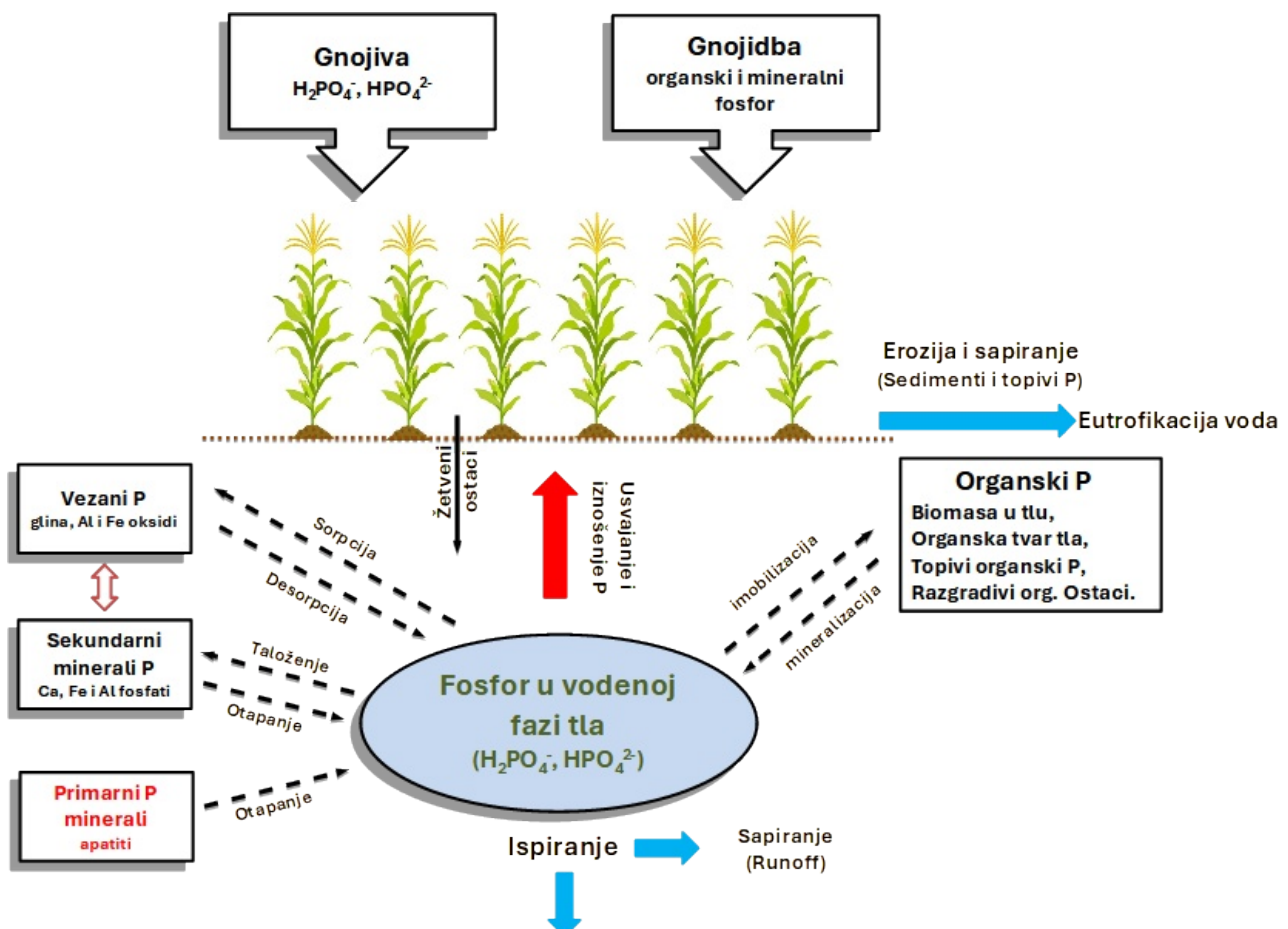 Gnojiva
H₂PO₄⁻, HPO₄²⁻
Gnojidba
organski i mineralni
fosfor
Erozija i sapiranje
(Sedimenti i topivi P)
Eutrofikacija voda
Vezani P
glina, Al i Fe oksidi
Sorpcija
Desorpcija
Žetveni
ostaci
Usvajanje i
iznošenje P
imobilizacija
mineralizacija
Organski P
Biomasa u tlu,
Organska tvar tla,
Topivi organski P,
Razgradivi org. Ostaci.
Sekundarni
minerali P
Ca, Fe i Al fosfati
Taloženje
Otapanje
Fosfor u vodenoj
fazi tla
(H₂PO₄⁻, HPO₄²⁻)
Primarni P
minerali
apatiti
Otapanje
Ispiranje
Sapiranje
(Runoff)